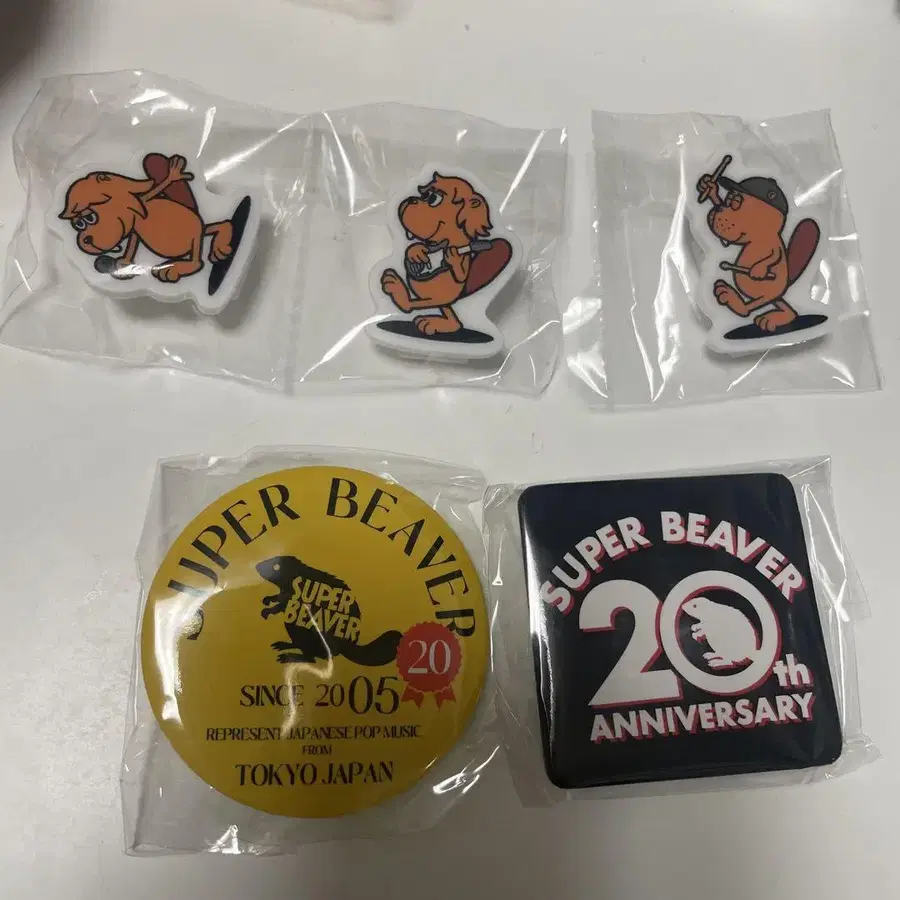 SUPER BEAVER
SUPER
BEAVER
20
SINCE 2005
REPRESENT JAPANESE POP MUSIC
FROM
TOKYO JAPAN
SUPER BEAVER
20th
ANNIVERSARY